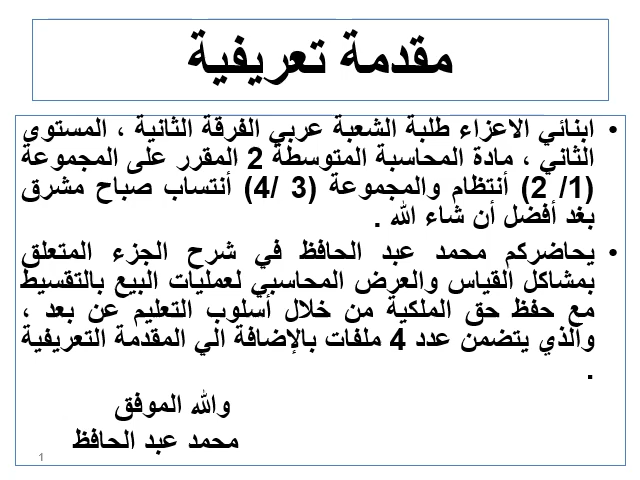 مقدمة تعريفية
• ابنائي الاعزاء طلبة الشعبة عربي الفرقة الثانية ، المستوى
الثاني ، مادة المحاسبة المتوسطة 2 المقرر على المجموعة
(1/ 2) أنتظام والمجموعة (3 /4) أنتساب صباح مشرق
بغد أفضل أن شاء الله .
• يحاضركم محمد عبد الحافظ في شرح الجزء المتعلق
بمشاكل القياس والعرض المحاسبي لعمليات البيع بالتقسيط
مع حفظ حق الملكية من خلال أسلوب التعليم عن بعد ،
والذي يتضمن عدد 4 ملفات بالإضافة الي المقدمة التعريفية
.
والله الموفق
محمد عبد الحافظ
1